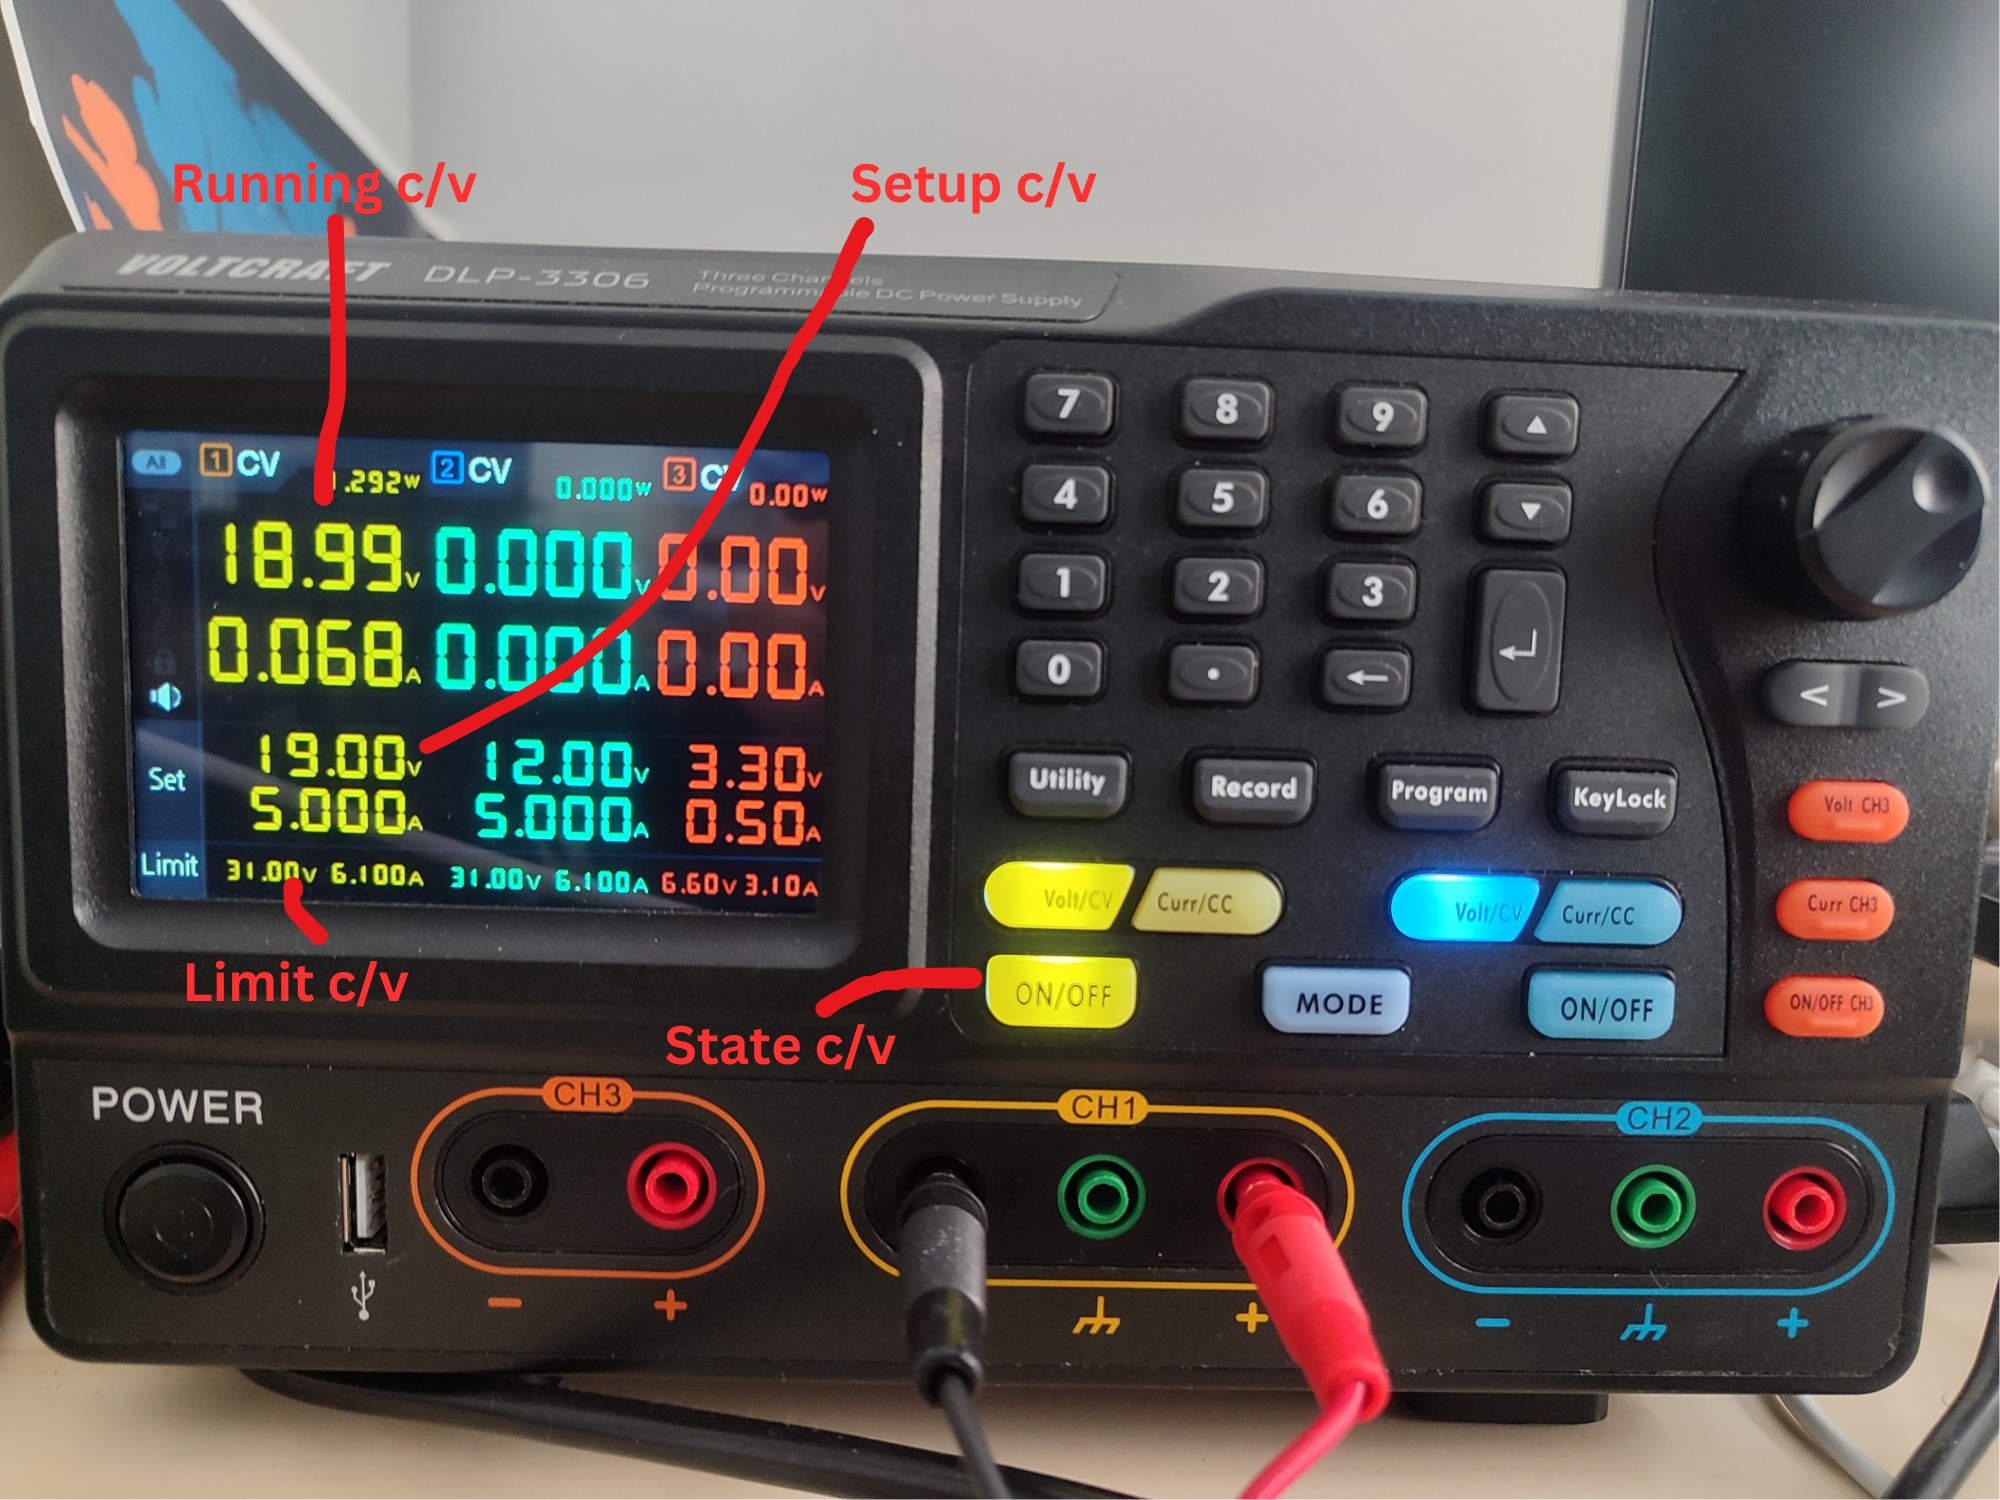 Running c/v
Setup c/v
VOLTCRAFT DLP-3306 Three Channels
Programmable DC Power Supply
All 1 CV .292W 2 CV 0.000W 3 CV 0.00W
18.99V 0.000V 0.00V
0.068A 0.000A 0.00A
Set
19.00V 12.00V 3.30V
5.000A 5.000A 0.50A
Limit 31.00V 6.100A 31.00V 6.100A 6.60V 3.10A
Limit c/v
State c/v
7 8 9
4 5 6
1 2 3
0 .
< >
Utility Record Program KeyLock
Volt CH3
Volt/CV Curr/CC Volt/CV Curr/CC
Curr CH3
ON/OFF MODE ON/OFF
ON/OFF CH3
POWER
CH3 CH1 CH2
- + + - +